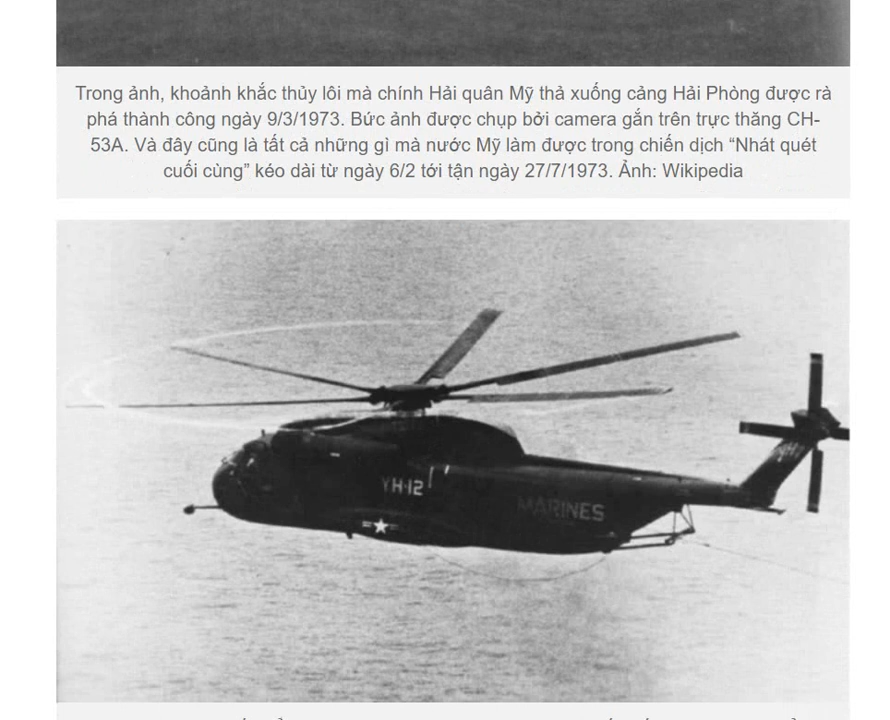 Trong ảnh, khoảnh khắc thủy lôi mà chính Hải quân Mỹ thả xuống cảng Hải Phòng được rà
phá thành công ngày 9/3/1973. Bức ảnh được chụp bởi camera gắn trên trực thăng CH-
53A. Và đây cũng là tất cả những gì mà nước Mỹ làm được trong chiến dịch “Nhát quét
cuối cùng” kéo dài từ ngày 6/2 tới tận ngày 27/7/1973. Ảnh: Wikipedia
YH-12
MARINES